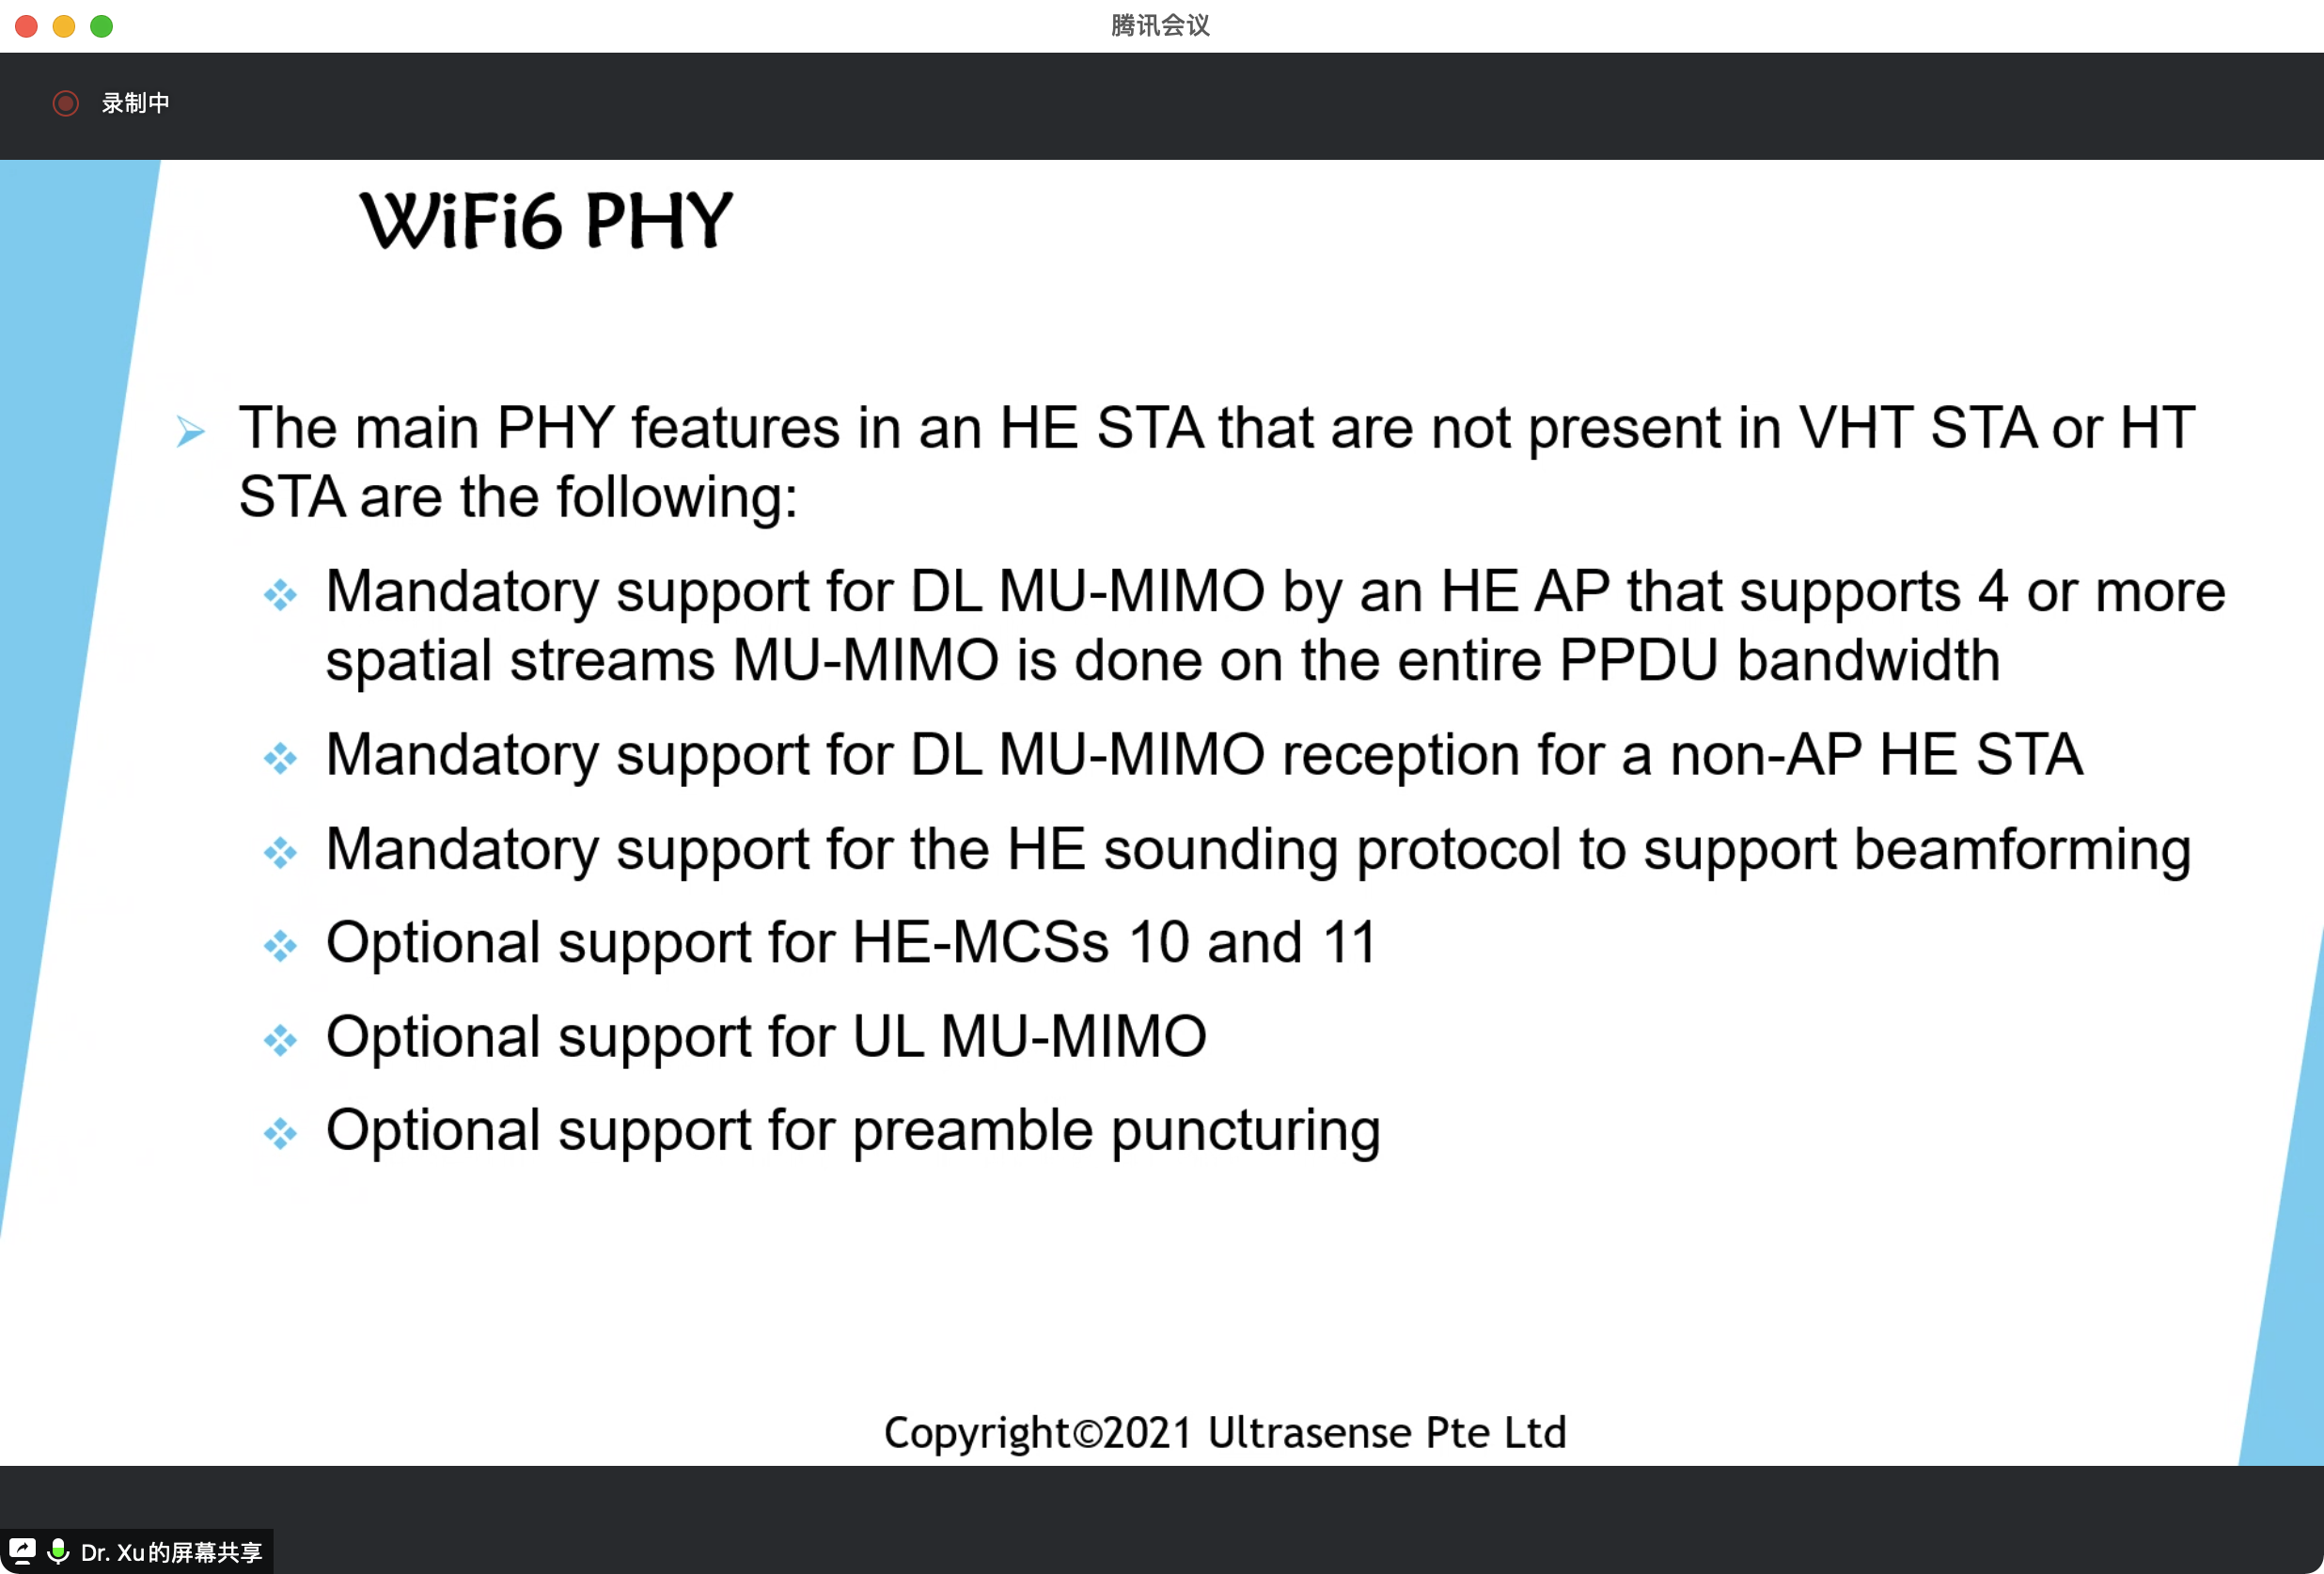 腾讯会议
录制中
WiFi6 PHY
The main PHY features in an HE STA that are not present in VHT STA or HT
STA are the following:
Mandatory support for DL MU-MIMO by an HE AP that supports 4 or more
spatial streams MU-MIMO is done on the entire PPDU bandwidth
Mandatory support for DL MU-MIMO reception for a non-AP HE STA
Mandatory support for the HE sounding protocol to support beamforming
Optional support for HE-MCSs 10 and 11
Optional support for UL MU-MIMO
Optional support for preamble puncturing
Copyright©2021 Ultrasense Pte Ltd
Dr. Xu的屏幕共享